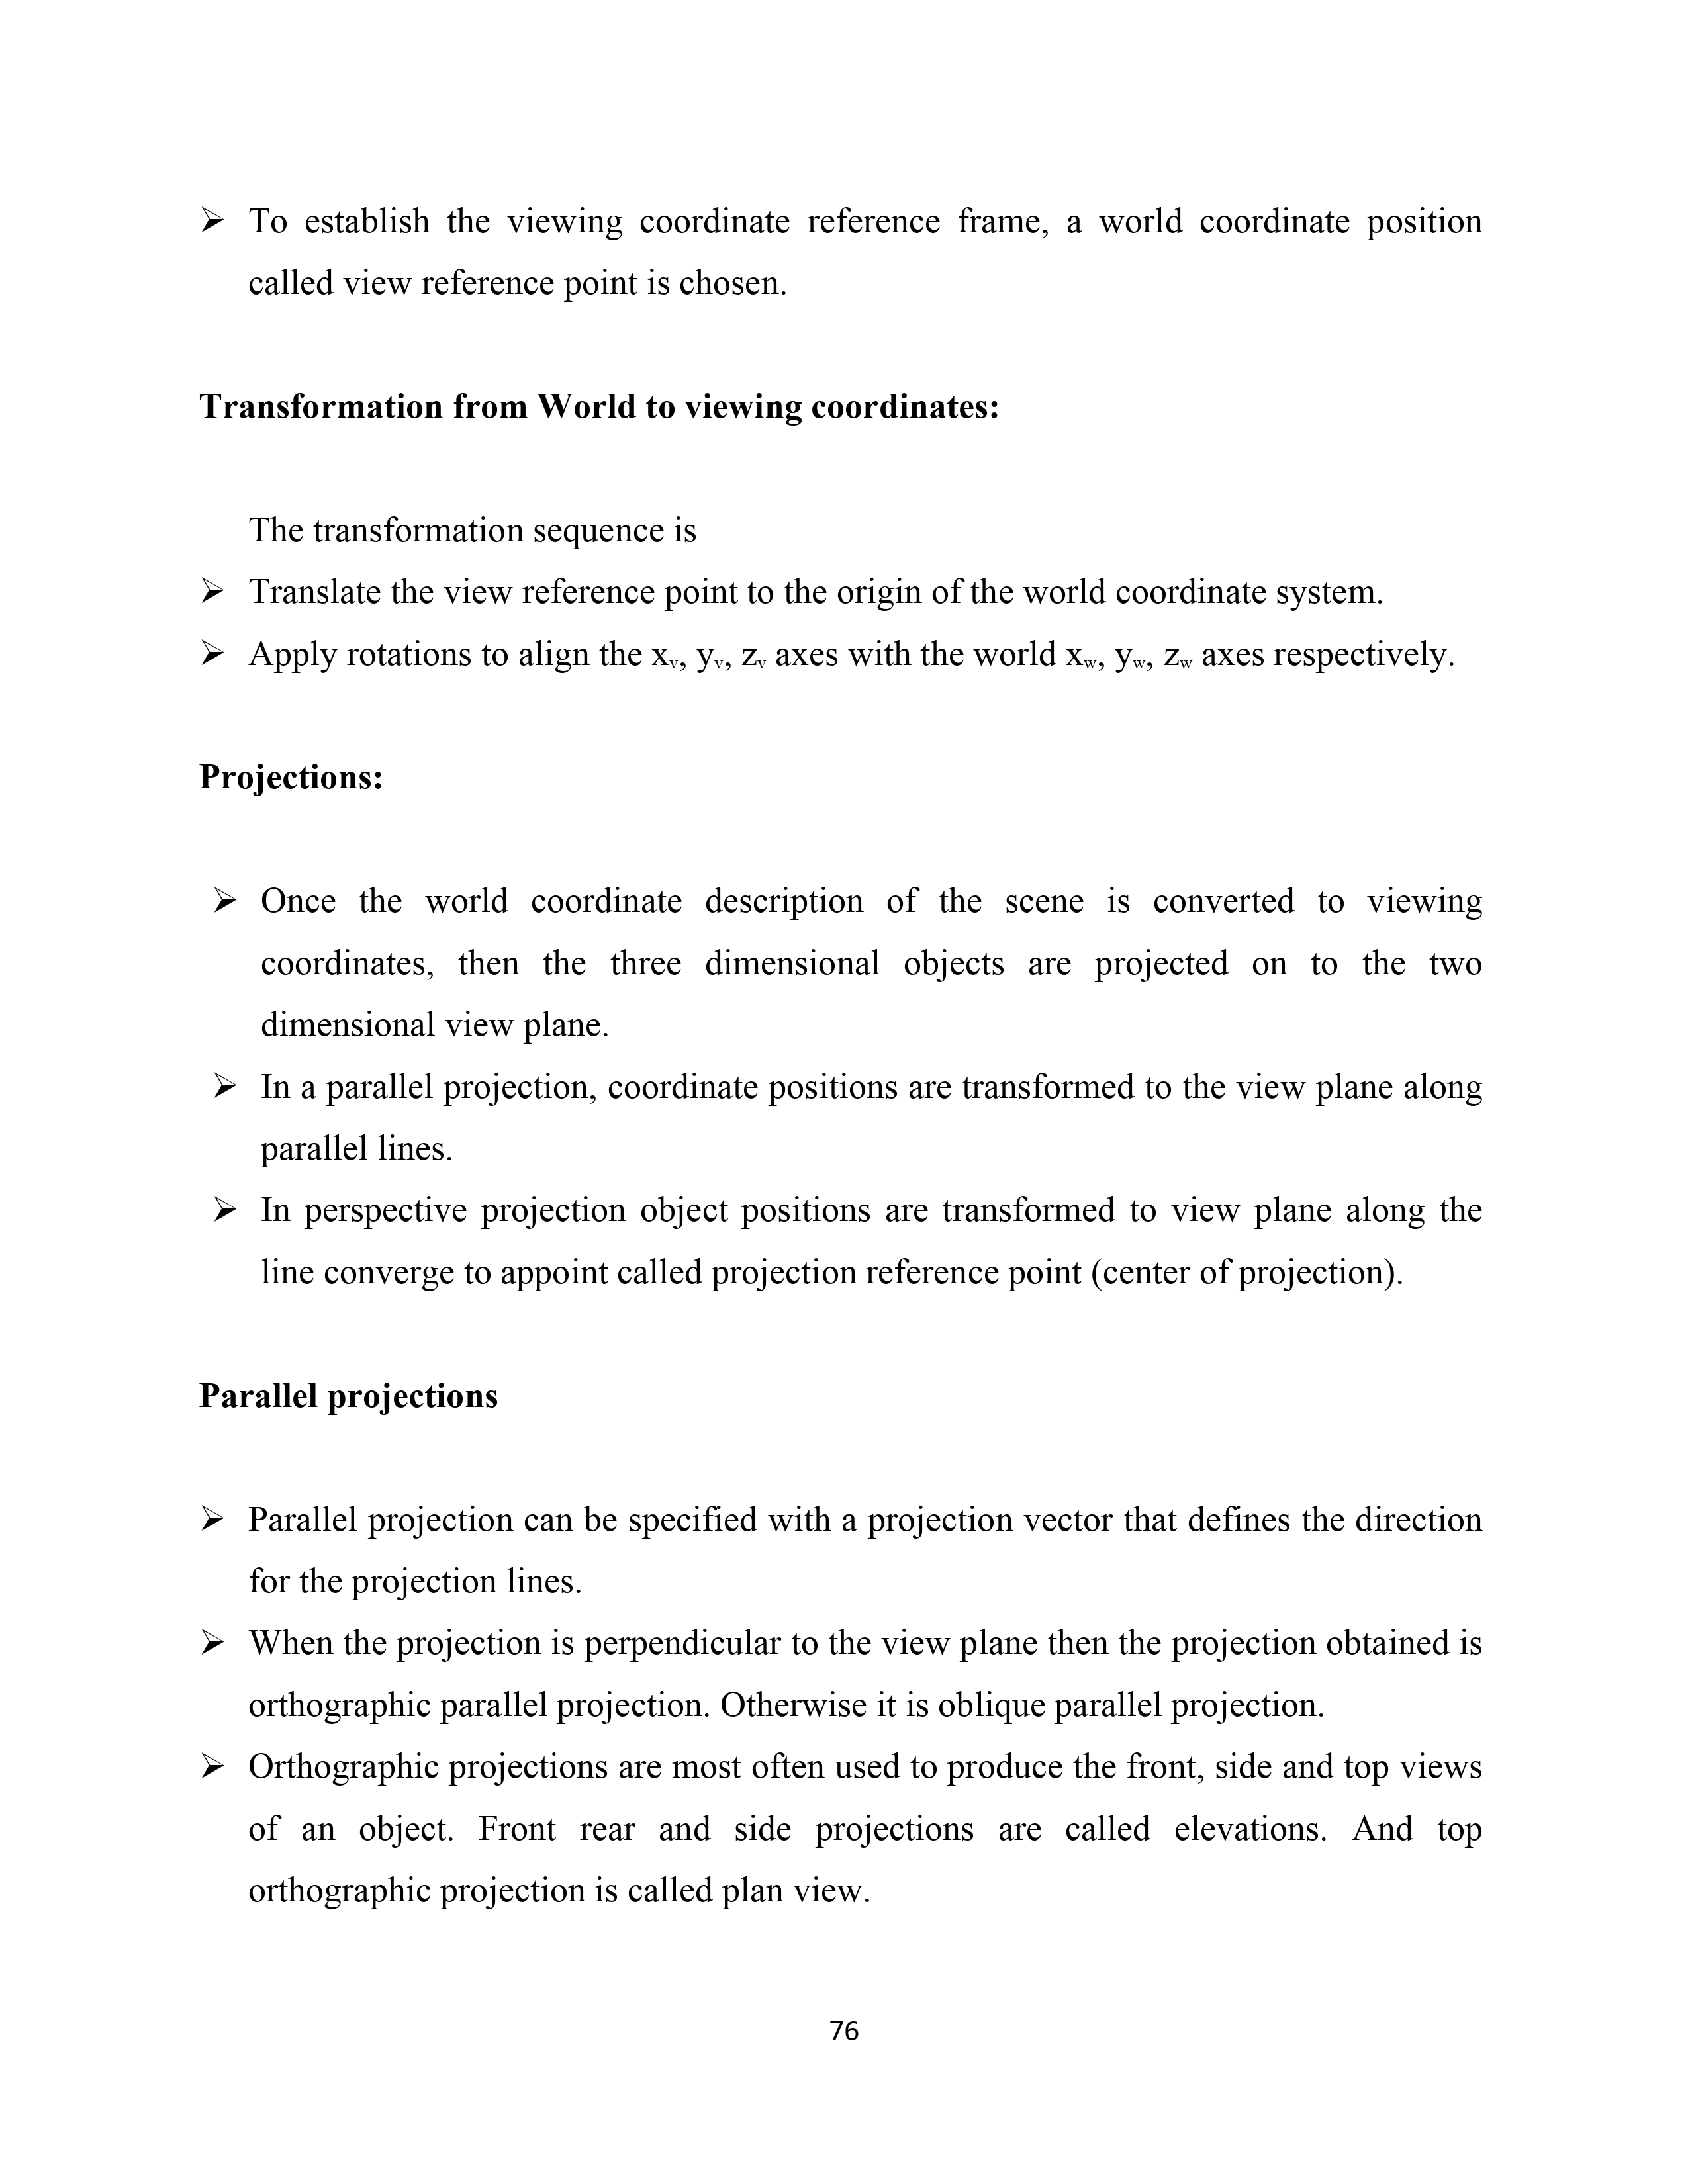 ➢ To establish the viewing coordinate reference frame, a world coordinate position
called view reference point is chosen.
Transformation from World to viewing coordinates:
The transformation sequence is
➢ Translate the view reference point to the origin of the world coordinate system.
➢ Apply rotations to align the xᵥ, yᵥ, zᵥ axes with the world x_w, y_w, z_w axes respectively.
Projections:
➢ Once the world coordinate description of the scene is converted to viewing
coordinates, then the three dimensional objects are projected on to the two
dimensional view plane.
➢ In a parallel projection, coordinate positions are transformed to the view plane along
parallel lines.
➢ In perspective projection object positions are transformed to view plane along the
line converge to appoint called projection reference point (center of projection).
Parallel projections
➢ Parallel projection can be specified with a projection vector that defines the direction
for the projection lines.
➢ When the projection is perpendicular to the view plane then the projection obtained is
orthographic parallel projection. Otherwise it is oblique parallel projection.
➢ Orthographic projections are most often used to produce the front, side and top views
of an object. Front rear and side projections are called elevations. And top
orthographic projection is called plan view.
76